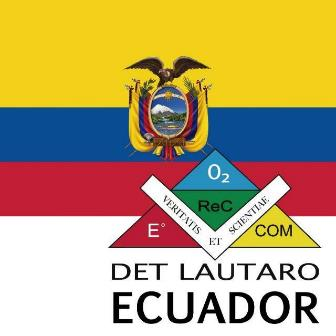 O₂
ReC
VERITATIS ET SCIENTIAE
E° COM
DET LAUTARO
ECUADOR